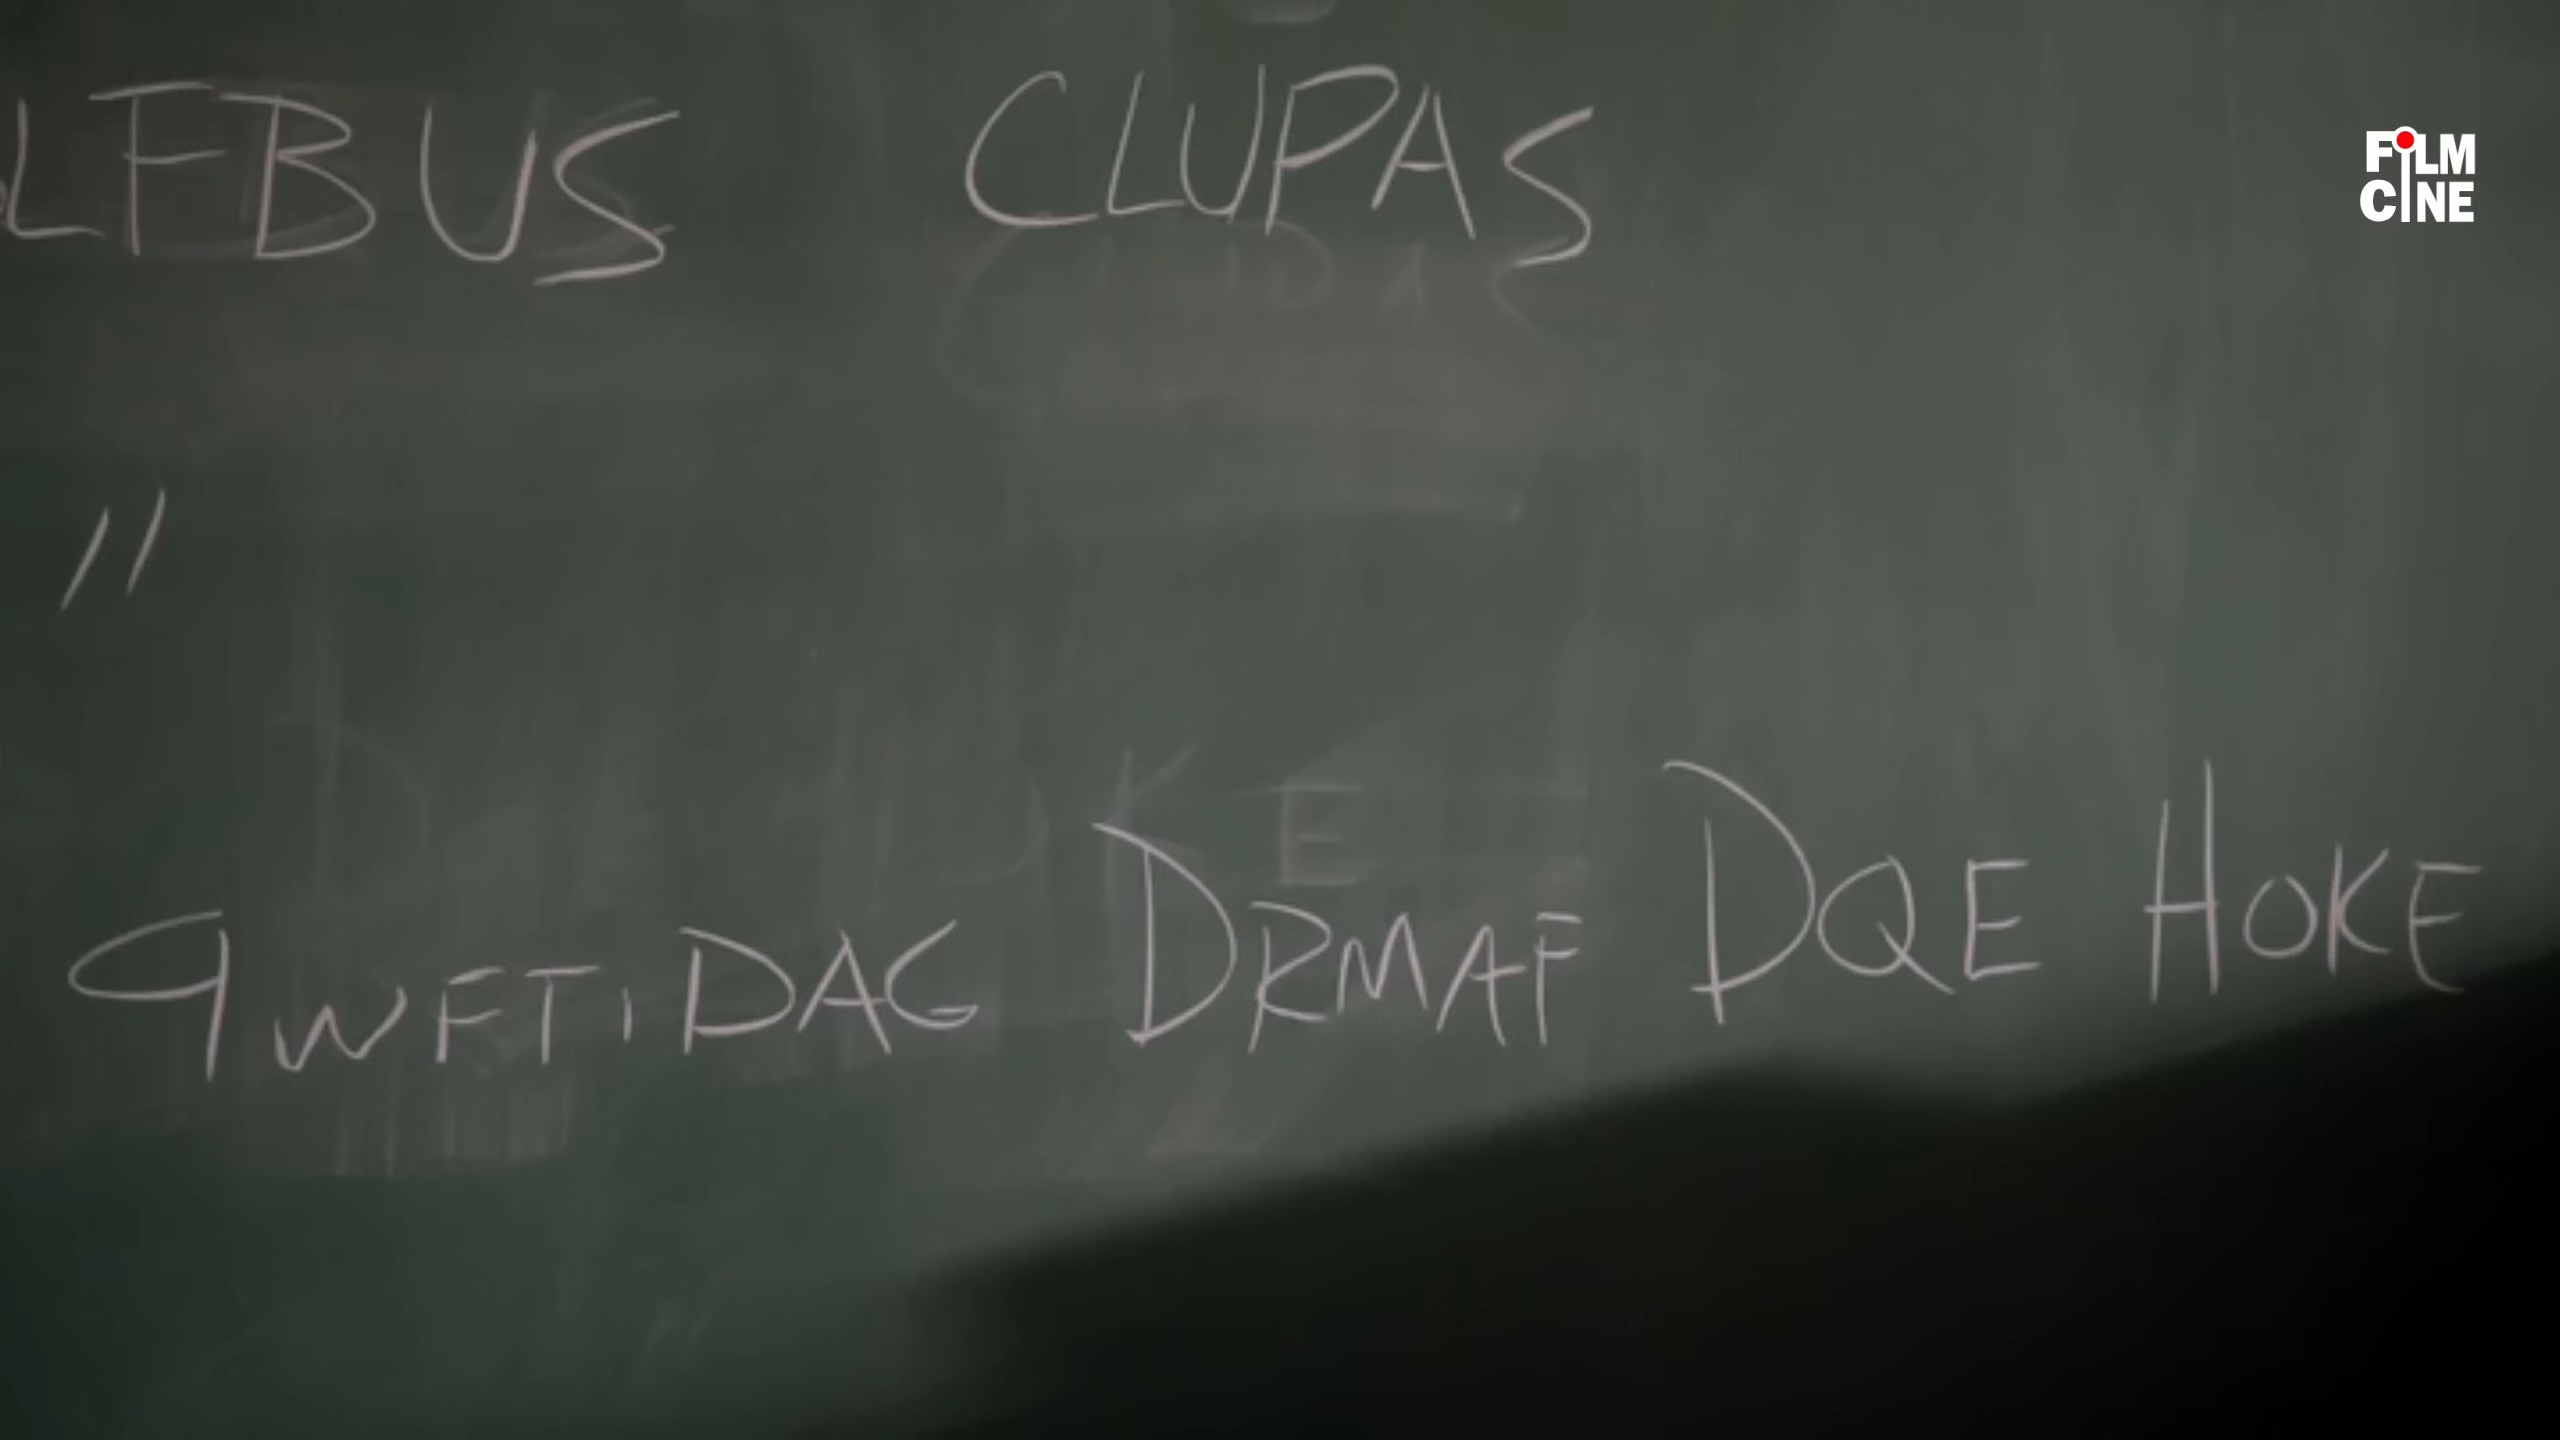 LFBUS CLUPAS
FILM
CINE
"
9WFTIDAG DRMAF DQE HOKE